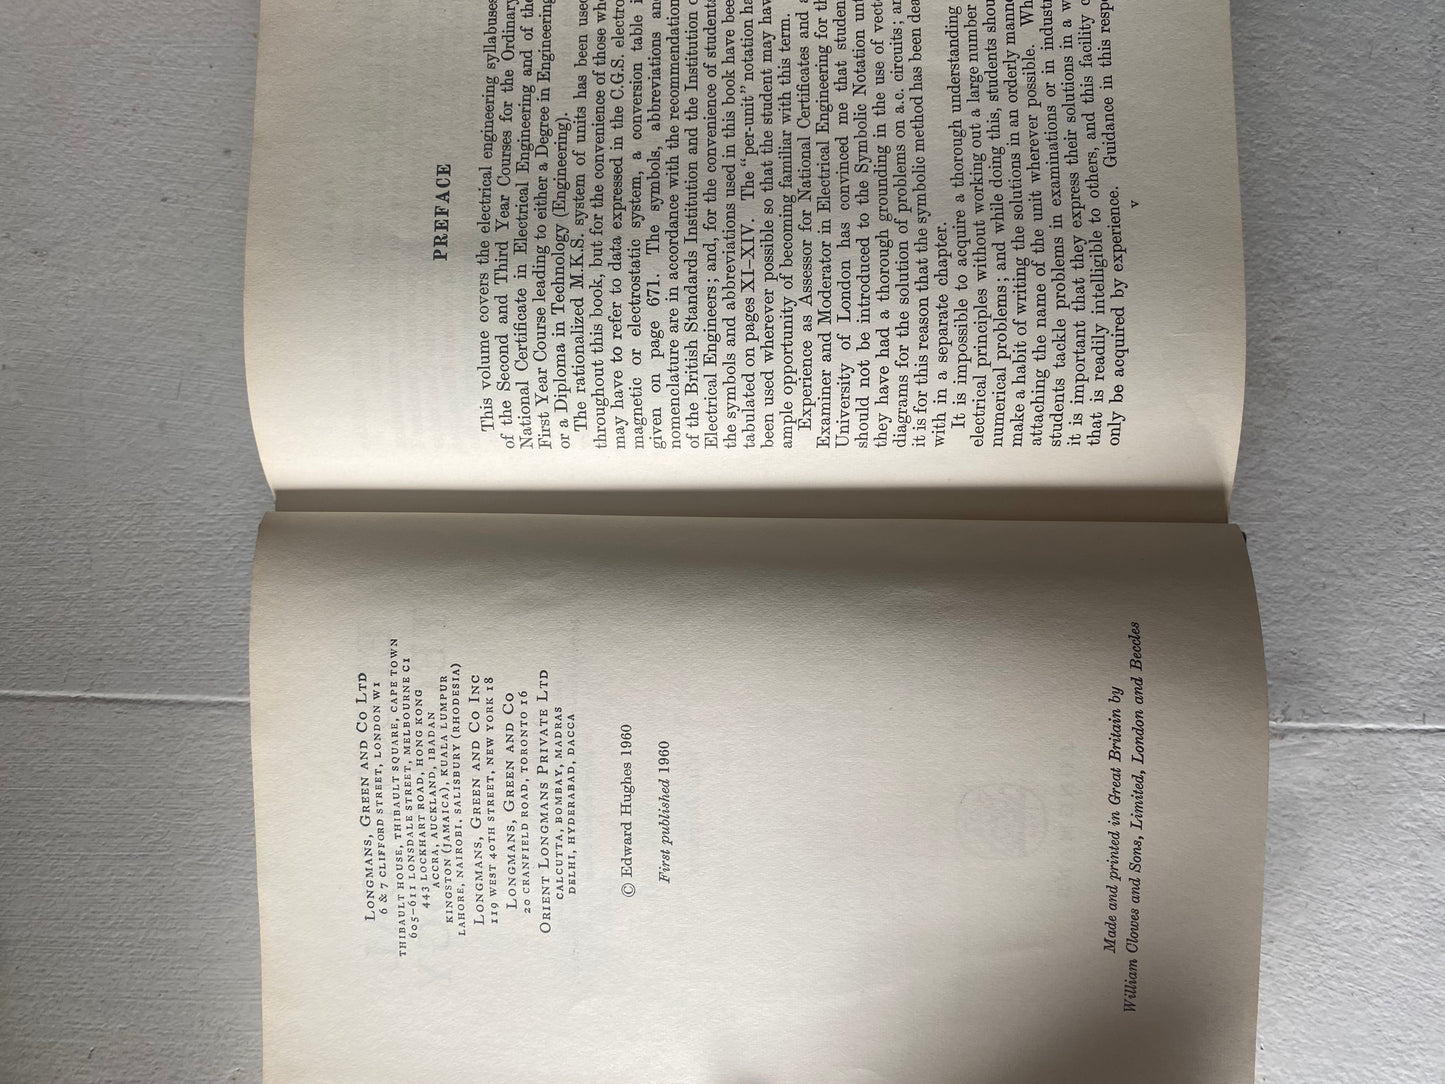 LONGMANS, GREEN AND CO LTD
6 & 7 CLIFFORD STREET, LONDON W1
THIBAULT HOUSE, THIBAULT SQUARE, CAPE TOWN
605-611 LONSDALE STREET, MELBOURNE C1
443 LOCKHART ROAD, HONG KONG
ACCRA, AUCKLAND, IBADAN
KINGSTON (JAMAICA), KUALA LUMPUR
LAHORE, NAIROBI, SALISBURY (RHODESIA)
LONGMANS, GREEN AND CO INC
119 WEST 40TH STREET, NEW YORK 18
LONGMANS, GREEN AND CO
20 CRANFIELD ROAD, TORONTO 16
ORIENT LONGMANS PRIVATE LTD
CALCUTTA, BOMBAY, MADRAS
DELHI, HYDERABAD, DACCA
© Edward Hughes 1960
First published 1960
Made and printed in Great Britain by
William Clowes and Sons, Limited, London and Beccles
PREFACE
This volume covers the electrical engineering syllabuses
of the Second and Third Year Courses for the Ordinary
National Certificate in Electrical Engineering and of the
First Year Course leading to either a Degree in Engineering
or a Diploma in Technology (Engineering).
The rationalized M.K.S. system of units has been used
throughout this book, but for the convenience of those who
may have to refer to data expressed in the C.G.S. electro
magnetic or electrostatic system, a conversion table i
given on page 671. The symbols, abbreviations and
nomenclature are in accordance with the recommendation
of the British Standards Institution and the Institution o
Electrical Engineers; and, for the convenience of students
the symbols and abbreviations used in this book have bee
tabulated on pages XI–XIV. The “per-unit” notation ha
been used wherever possible so that the student may hav
ample opportunity of becoming familiar with this term.
Experience as Assessor for National Certificates and a
Examiner and Moderator in Electrical Engineering for th
University of London has convinced me that studen
should not be introduced to the Symbolic Notation unt
they have had a thorough grounding in the use of vecto
diagrams for the solution of problems on a.c. circuits; an
it is for this reason that the symbolic method has been dea
with in a separate chapter.
It is impossible to acquire a thorough understanding
electrical principles without working out a large number
numerical problems; and while doing this, students shou
make a habit of writing the solutions in an orderly manne
attaching the name of the unit wherever possible. Wh
students tackle problems in examinations or in industr
it is important that they express their solutions in a w
that is readily intelligible to others, and this facility c
only be acquired by experience. Guidance in this respe
v